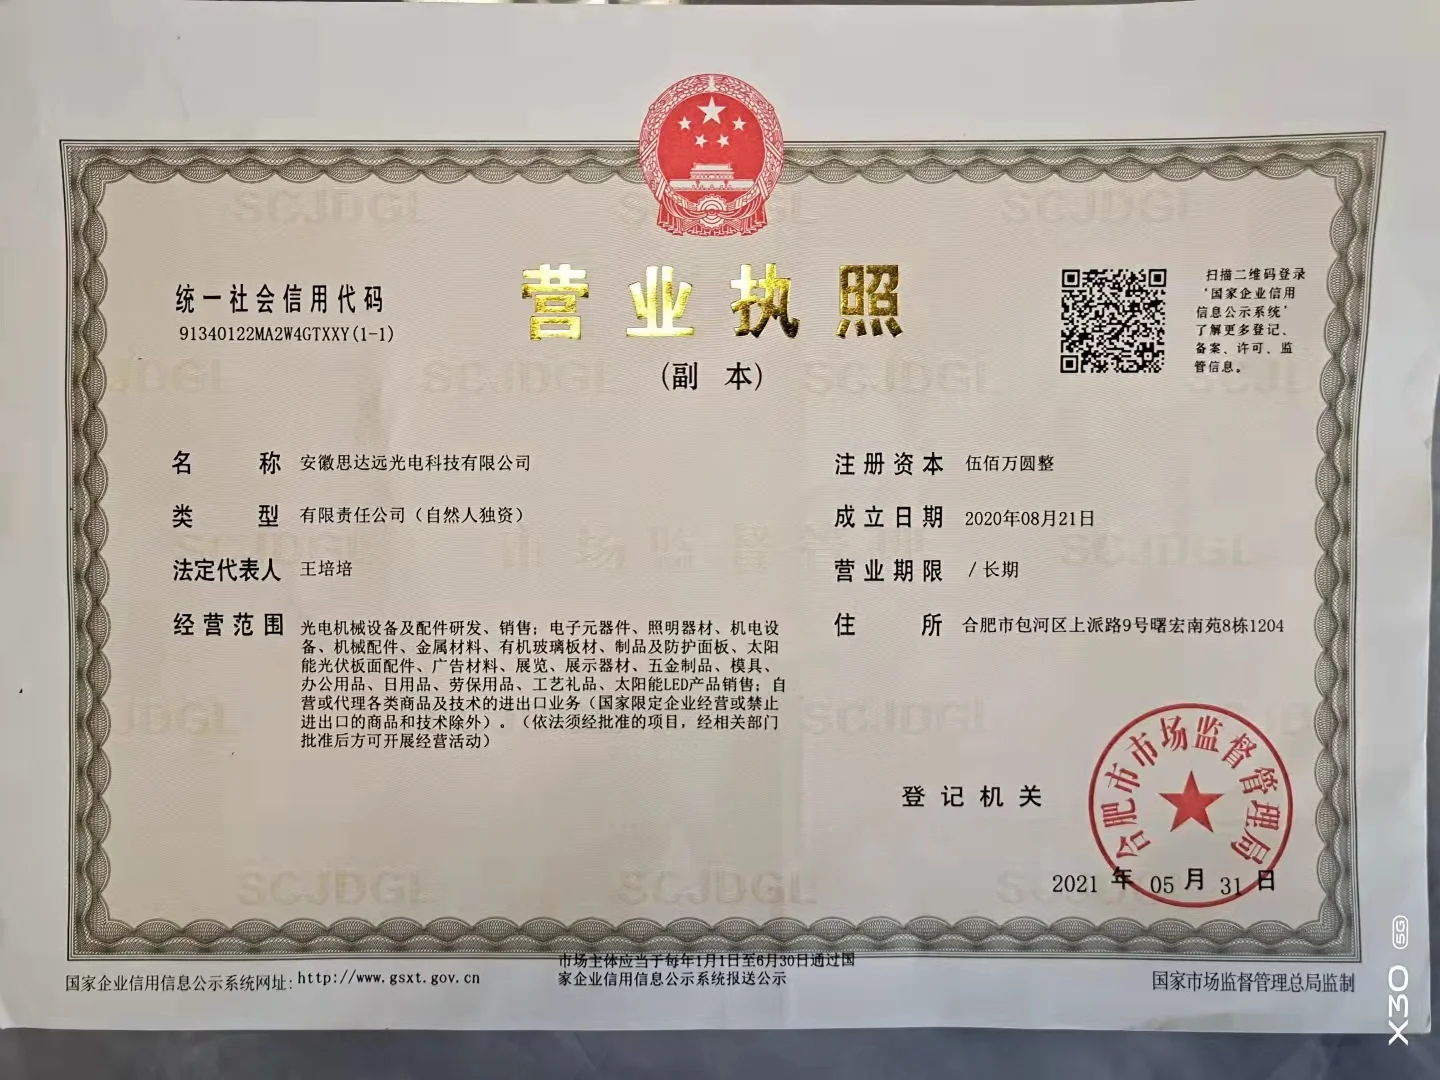 营业执照
(副 本)
统一社会信用代码
91340122MA2W4GTXXY(1-1)
扫描二维码登录
‘国家企业信用
信息公示系统’
了解更多登记、
备案、许可、监
管信息。
名 称 安徽思达远光电科技有限公司
类 型 有限责任公司（自然人独资）
法定代表人 王培培
经营范围 光电机械设备及配件研发、销售；电子元器件、照明器材、机电设
备、机械配件、金属材料、有机玻璃板材、制品及防护面板、太阳
能光伏板面配件、广告材料、展览、展示器材、五金制品、模具、
办公用品、日用品、劳保用品、工艺礼品、太阳能LED产品销售；自
营或代理各类商品及技术的进出口业务（国家限定企业经营或禁止
进出口的商品和技术除外）。（依法须经批准的项目，经相关部门
批准后方可开展经营活动）
注册资本 伍佰万圆整
成立日期 2020年08月21日
营业期限 / 长期
住 所 合肥市包河区上派路9号曙宏南苑8栋1204
登记机关
合肥市市场监督管理局
2021 年 05 月 31 日
国家企业信用信息公示系统网址：http://www.gsxt.gov.cn
市场主体应当于每年1月1日至6月30日通过国
家企业信用信息公示系统报送公示
国家市场监督管理总局监制
SCJDGL
市场监督管理
X30 5G